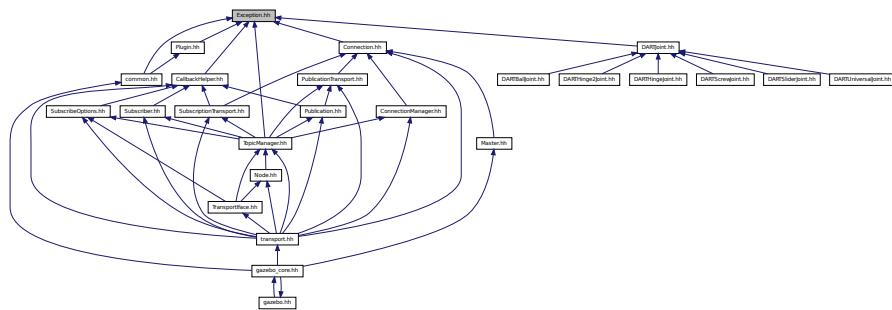 Exception.hh
Plugin.hh
Connection.hh
DARTJoint.hh
common.hh
CallbackHelper.hh
PublicationTransport.hh
DARTBallJoint.hh
DARTHinge2Joint.hh
DARTHingeJoint.hh
DARTScrewJoint.hh
DARTSliderJoint.hh
DARTUniversalJoint.hh
SubscribeOptions.hh
Subscriber.hh
SubscriptionTransport.hh
Publication.hh
ConnectionManager.hh
TopicManager.hh
Master.hh
Node.hh
TransportIface.hh
transport.hh
gazebo_core.hh
gazebo.hh